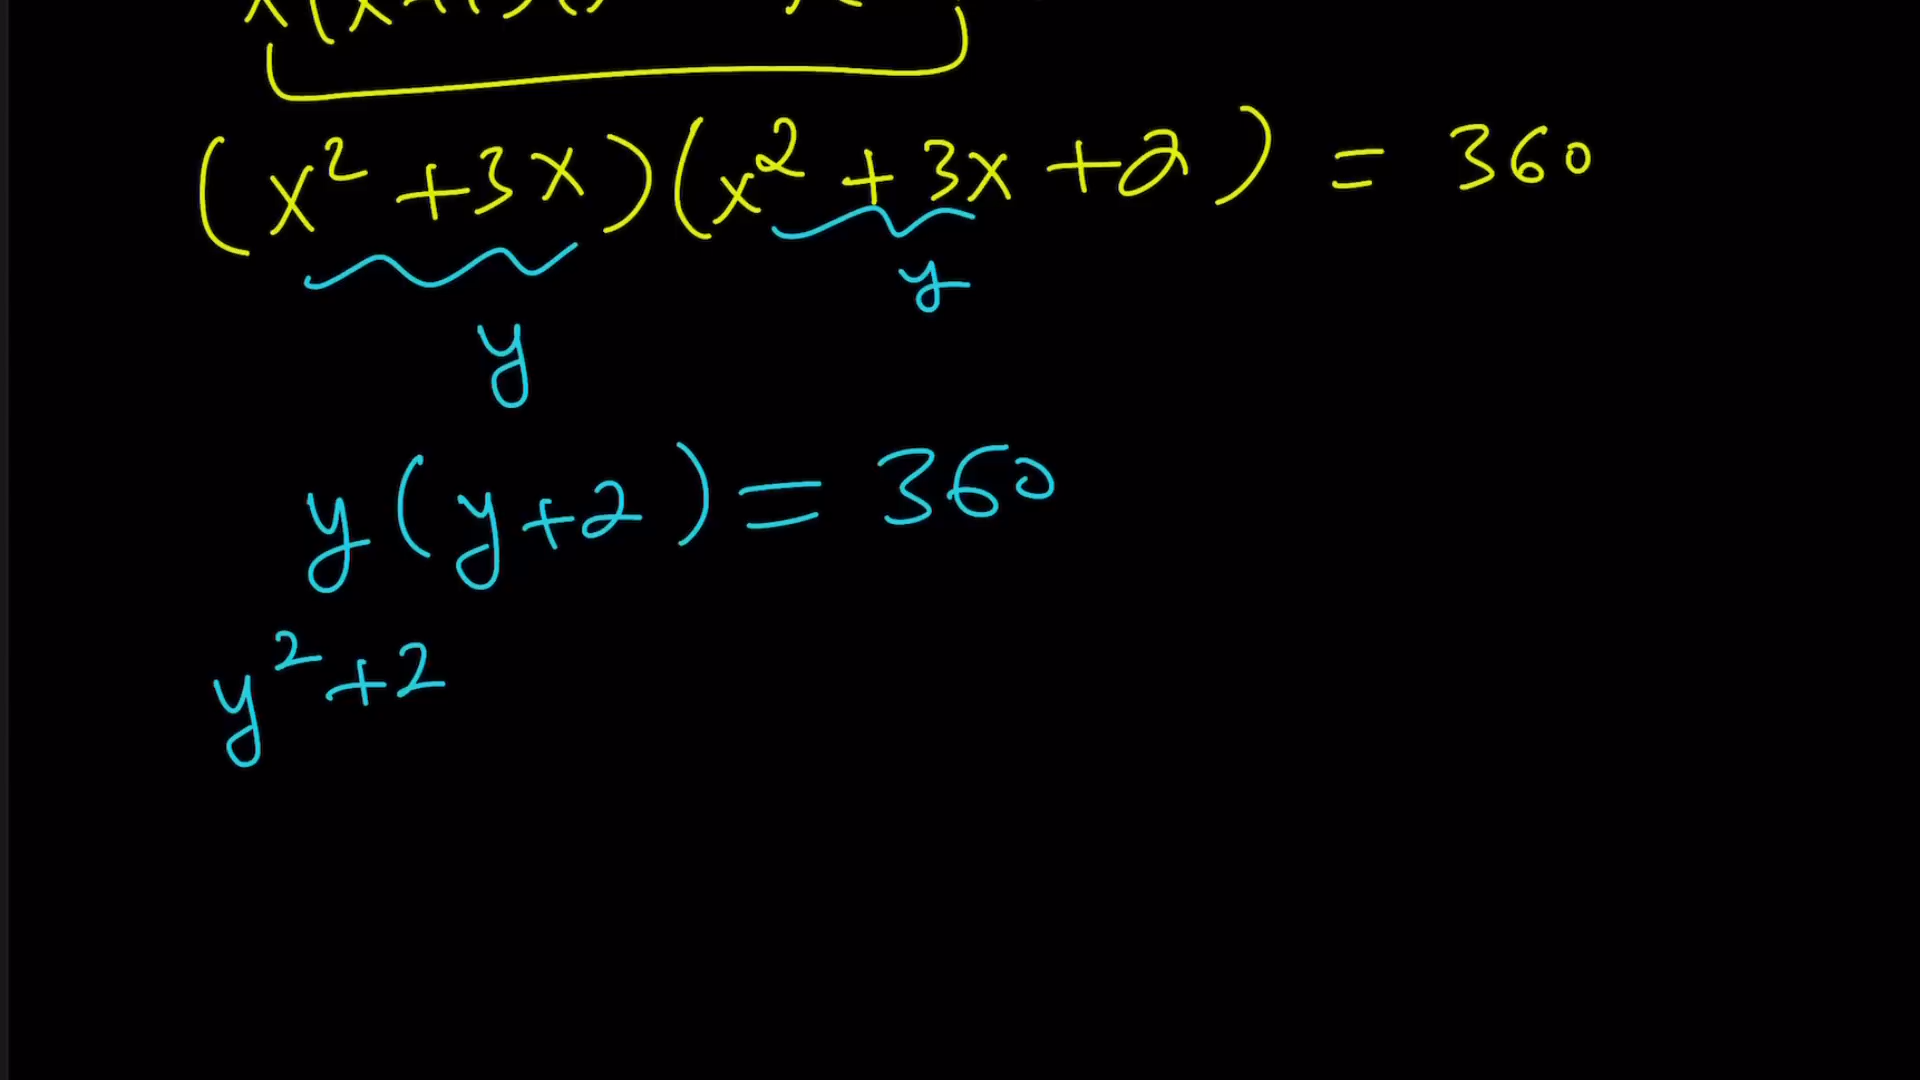 (x² +3x)(x² +3x +2) = 360
y y
y(y+2) = 360
y² +2